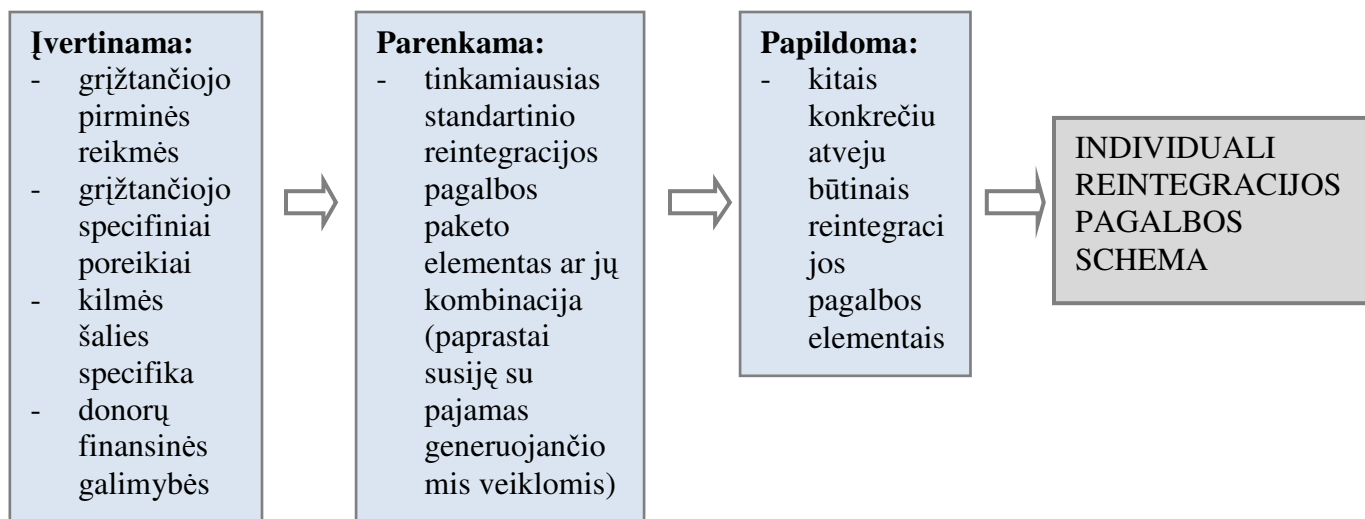 Įvertinama:
- grįžtančiojo
pirminės
reikmės
- grįžtančiojo
specifiniai
poreikiai
- kilmės
šalies
specifika
- donorų
finansinės
galimybės
Parenkama:
- tinkamiausias
standartinio
reintegracijos
pagalbos
paketo
elementas ar jų
kombinacija
(paprastai
susiję su
pajamas
generuojančio
mis veiklomis)
Papildoma:
- kitais
konkrečiu
atveju
būtinais
reintegraci
jos
pagalbos
elementais
INDIVIDUALI
REINTEGRACIJOS
PAGALBOS
SCHEMA